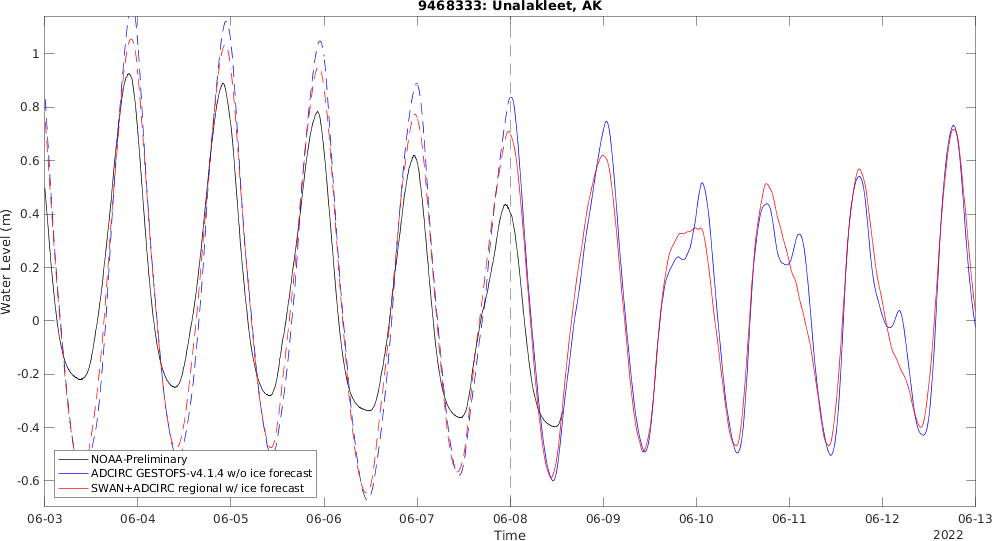 9468333: Unalakleet, AK
Water Level (m)
1
0.8
0.6
0.4
0.2
0
-0.2
-0.4
-0.6
NOAA-Preliminary
ADCIRC GESTOFS-v4.1.4 w/o ice forecast
SWAN+ADCIRC regional w/ ice forecast
06-03 06-04 06-05 06-06 06-07 06-08 06-09 06-10 06-11 06-12 06-13
Time
2022